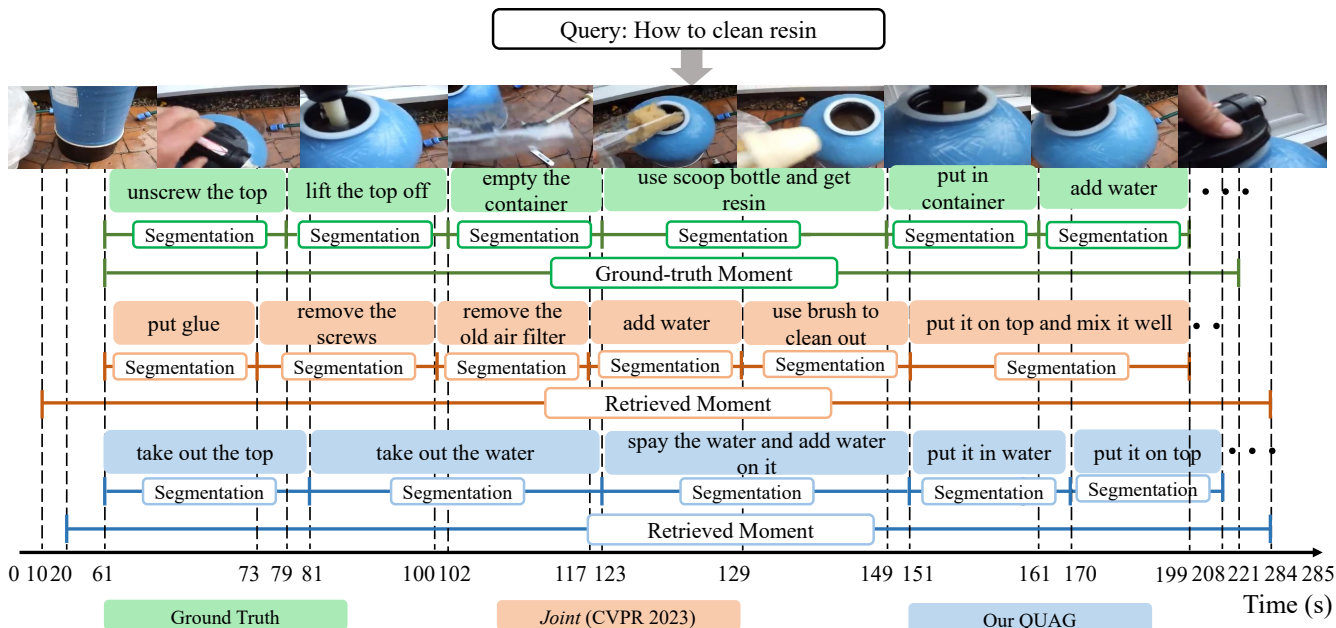 Query: How to clean resin
unscrew the top
lift the top off
empty the
container
use scoop bottle and get
resin
put in
container
add water
Segmentation
Segmentation
Segmentation
Segmentation
Segmentation
Segmentation
Ground-truth Moment
put glue
remove the
screws
remove the
old air filter
add water
use brush to
clean out
put it on top and mix it well
Segmentation
Segmentation
Segmentation
Segmentation
Segmentation
Segmentation
Retrieved Moment
take out the top
take out the water
spay the water and add water
on it
put it in water
put it on top
Segmentation
Segmentation
Segmentation
Segmentation
Segmentation
Retrieved Moment
0 10 20 61 73 79 81 100 102 117 123 129 149 151 161 170 199 208 221 284 285
Time (s)
Ground Truth
Joint (CVPR 2023)
Our QUAG